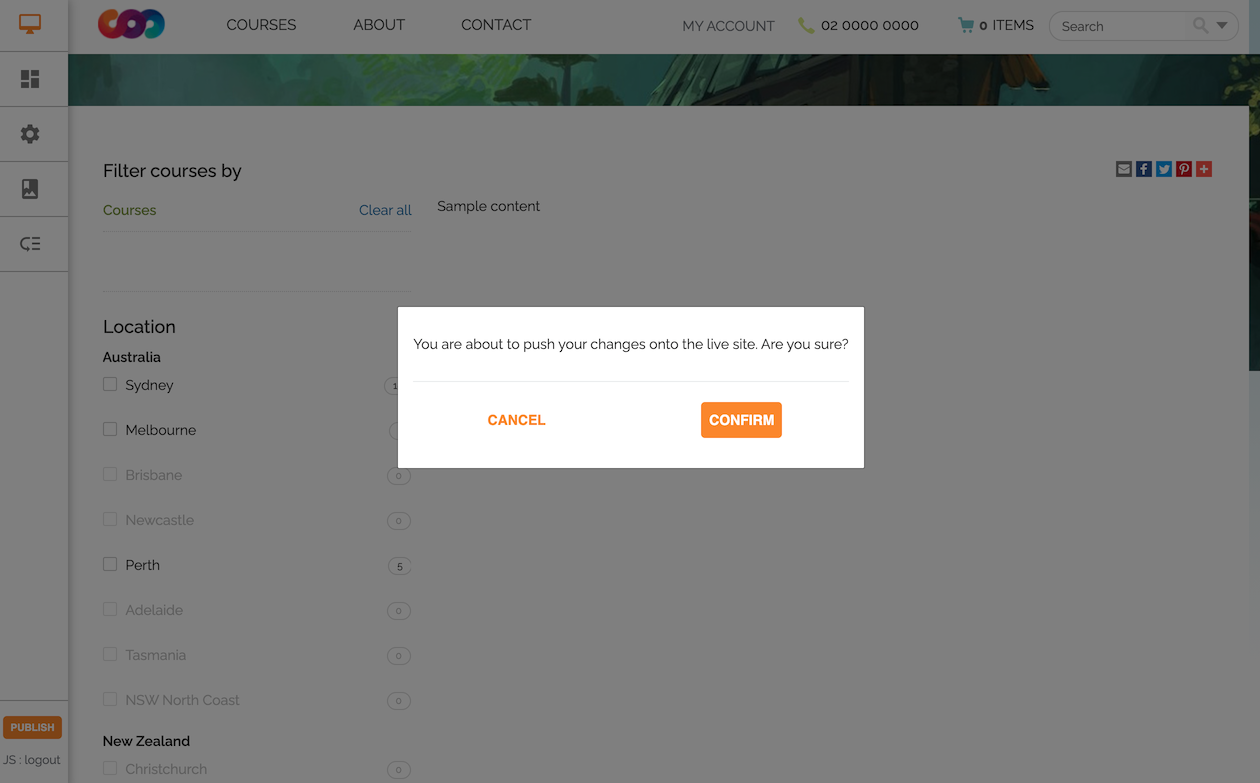 COURSES ABOUT CONTACT MY ACCOUNT 02 0000 0000 0 ITEMS Search
Filter courses by
Courses Clear all Sample content
Location
Australia
Sydney
Melbourne
Brisbane 0
Newcastle 0
Perth 5
Adelaide 0
Tasmania 0
NSW North Coast 0
New Zealand
Christchurch 0
You are about to push your changes onto the live site. Are you sure?
CANCEL CONFIRM
PUBLISH
JS : logout